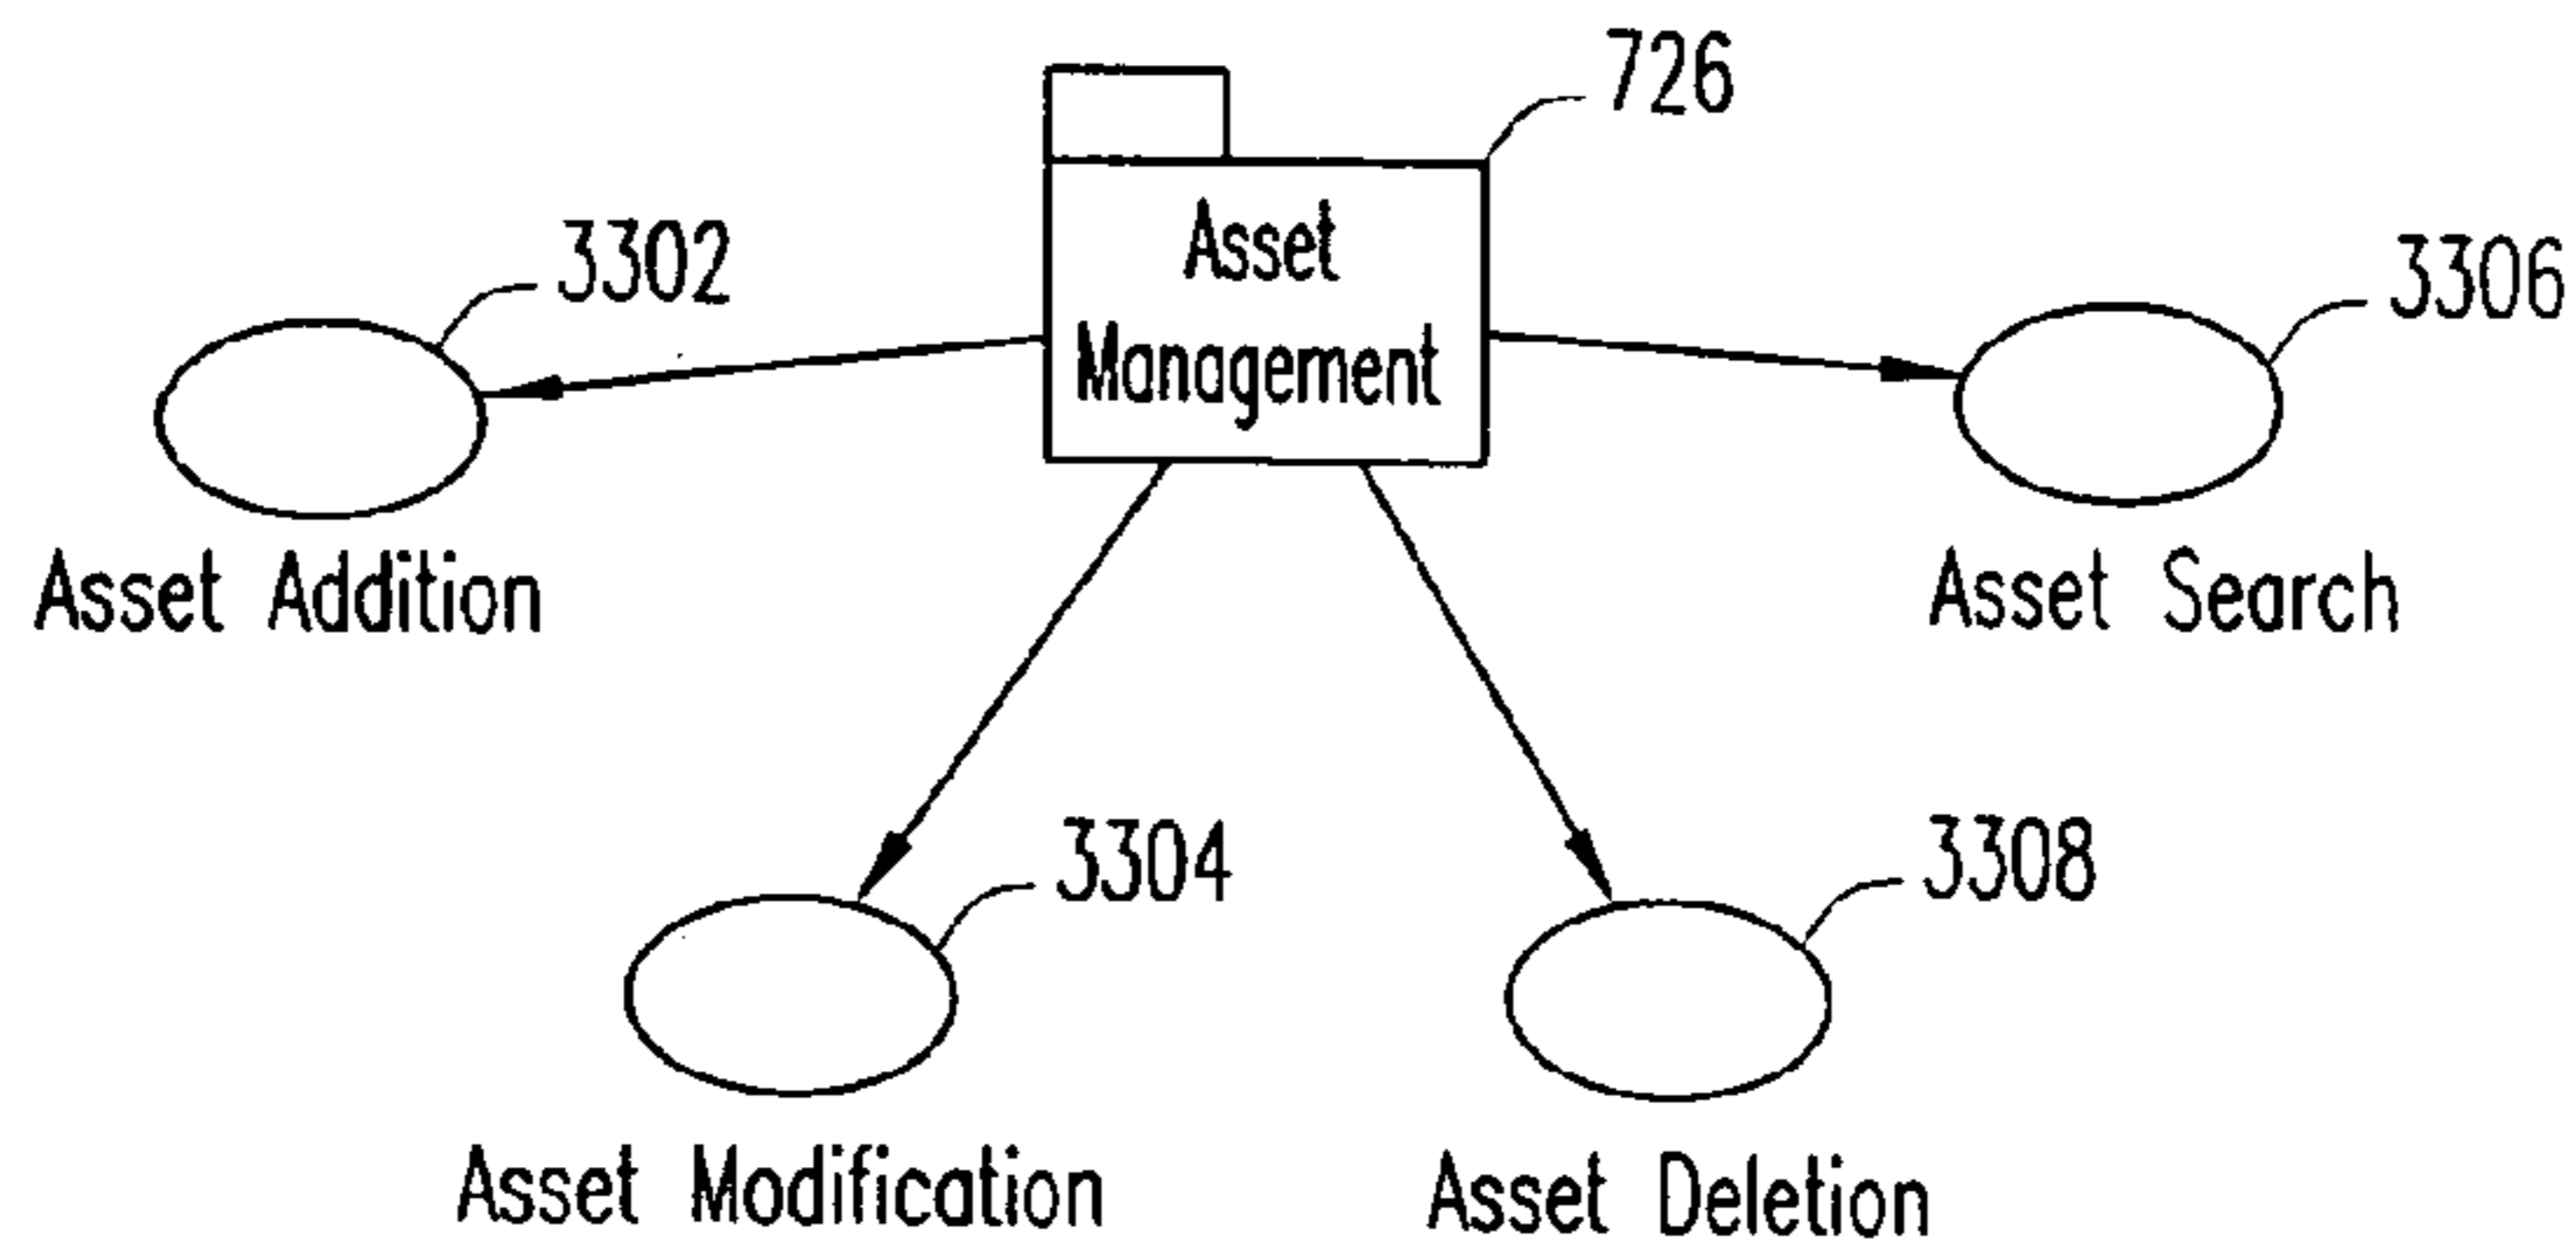 726
Asset
Management
3302
3306
Asset Addition
Asset Search
3304
3308
Asset Modification
Asset Deletion